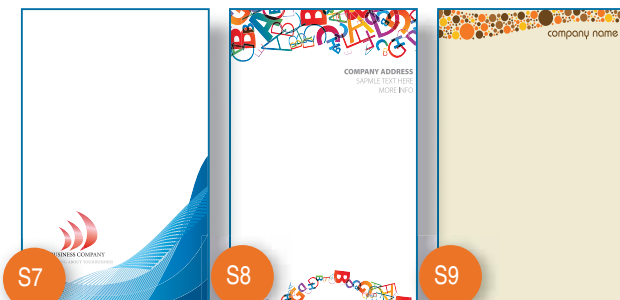 COMPANY ADDRESS
SAPMLE TEXT HERE
MORE INFO
company name
BUSINESS COMPANY
S7
S8
S9